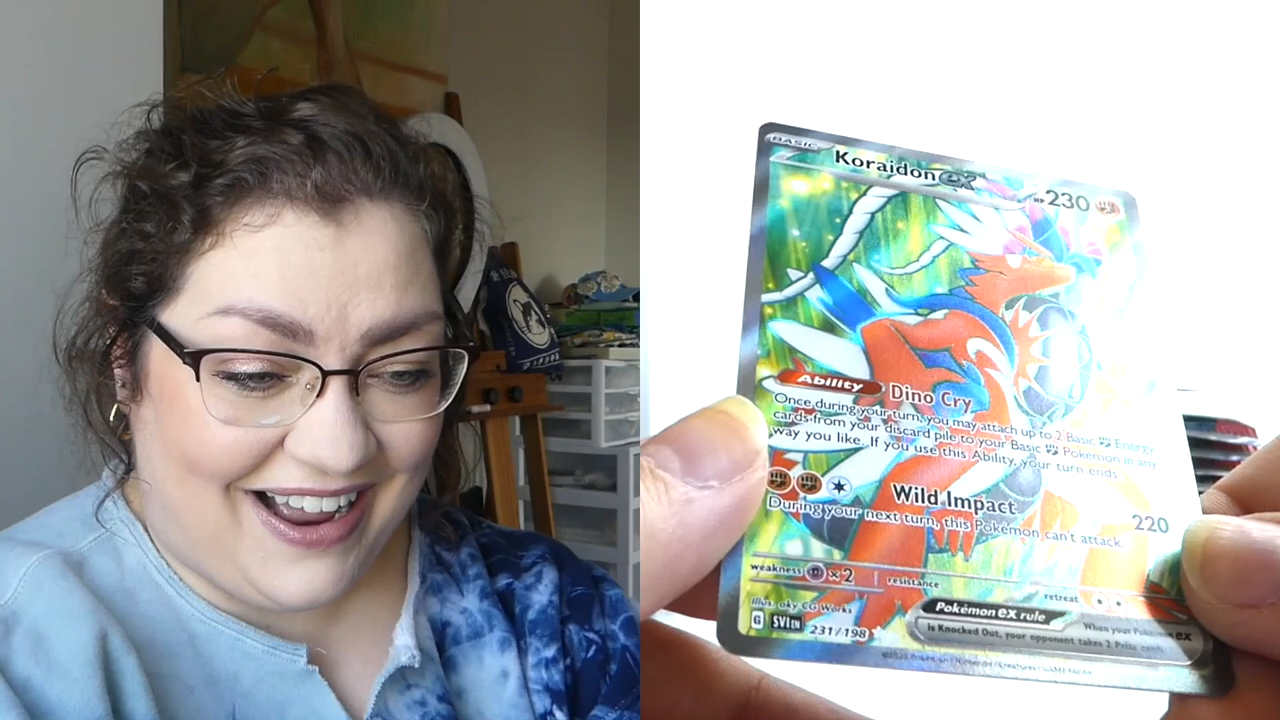 BASIC
Koraidon ex
HP 230
Ability Dino Cry
Once during your turn, you may attach up to 2 Basic Energy
cards from your discard pile to your Basic Pokémon in any
way you like. If you use this Ability, your turn ends
Wild Impact 220
During your next turn, this Pokémon can't attack.
weakness ×2 resistance retreat
Illus. aky CG Works
G SVI EN 231/198
Pokémon ex rule
When your Pokémon ex
is Knocked Out, your opponent takes 2 Prize cards.